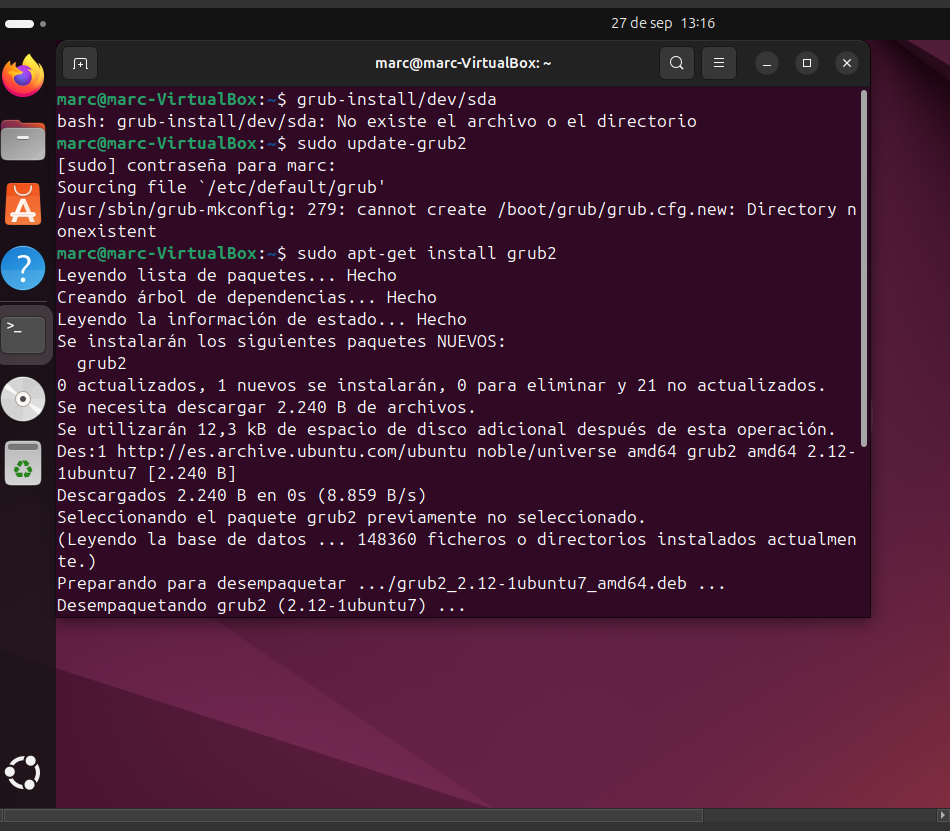 27 de sep 13:16
marc@marc-VirtualBox: ~
marc@marc-VirtualBox:~$ grub-install/dev/sda
bash: grub-install/dev/sda: No existe el archivo o el directorio
marc@marc-VirtualBox:~$ sudo update-grub2
[sudo] contraseña para marc:
Sourcing file `/etc/default/grub'
/usr/sbin/grub-mkconfig: 279: cannot create /boot/grub/grub.cfg.new: Directory n
onexistent
marc@marc-VirtualBox:~$ sudo apt-get install grub2
Leyendo lista de paquetes... Hecho
Creando árbol de dependencias... Hecho
Leyendo la información de estado... Hecho
Se instalarán los siguientes paquetes NUEVOS:
  grub2
0 actualizados, 1 nuevos se instalarán, 0 para eliminar y 21 no actualizados.
Se necesita descargar 2.240 B de archivos.
Se utilizarán 12,3 kB de espacio de disco adicional después de esta operación.
Des:1 http://es.archive.ubuntu.com/ubuntu noble/universe amd64 grub2 amd64 2.12-
1ubuntu7 [2.240 B]
Descargados 2.240 B en 0s (8.859 B/s)
Seleccionando el paquete grub2 previamente no seleccionado.
(Leyendo la base de datos ... 148360 ficheros o directorios instalados actualmen
te.)
Preparando para desempaquetar .../grub2_2.12-1ubuntu7_amd64.deb ...
Desempaquetando grub2 (2.12-1ubuntu7) ...